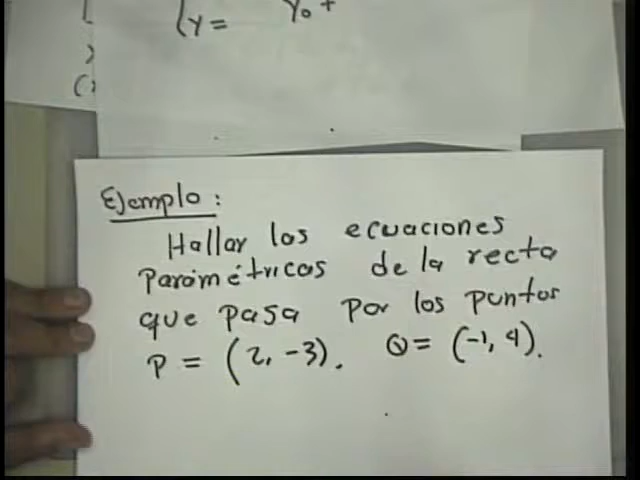 (y = y₀ +
Ejemplo:
Hallar las ecuaciones
paramétricas de la recta
que pasa por los puntos
P = (2, -3). Q = (-1, 4).